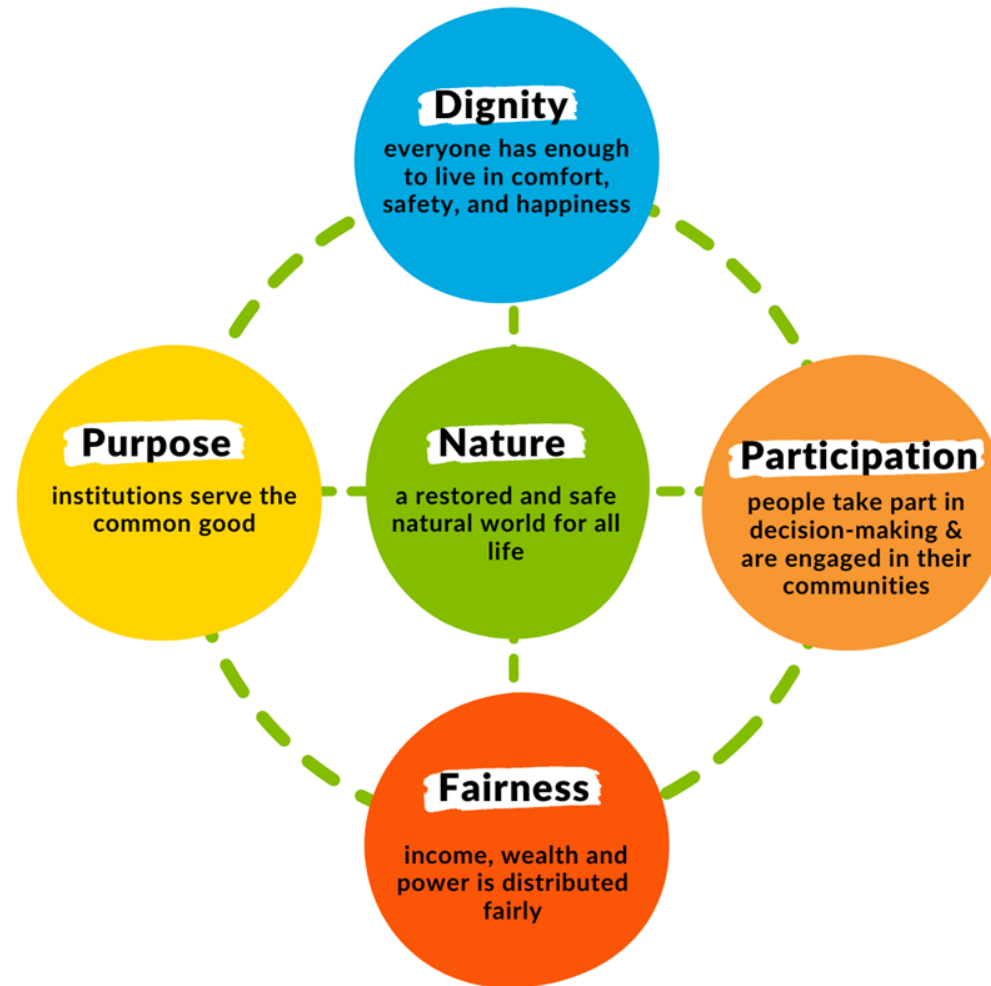 Dignity
everyone has enough
to live in comfort,
safety, and happiness
Purpose
institutions serve the
common good
Nature
a restored and safe
natural world for all
life
Participation
people take part in
decision-making &
are engaged in their
communities
Fairness
income, wealth and
power is distributed
fairly